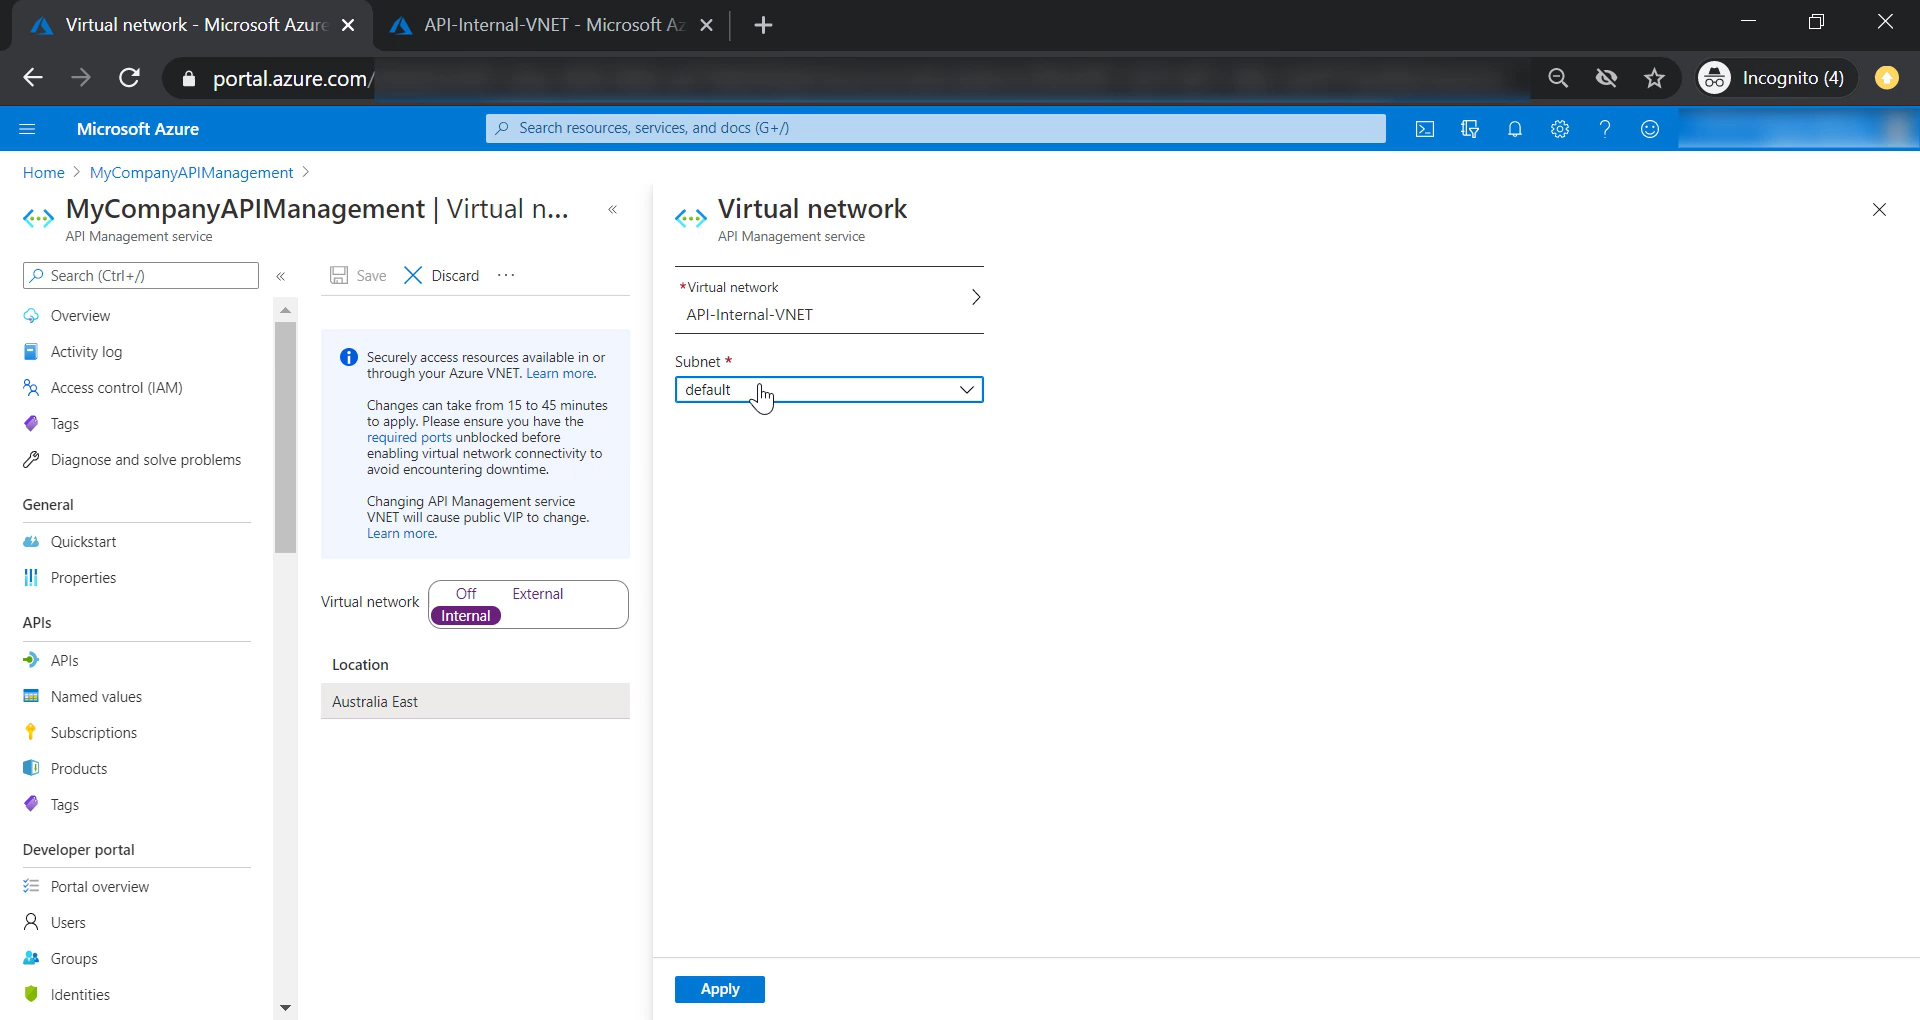 Virtual network - Microsoft Azure
API-Internal-VNET - Microsoft Az
portal.azure.com/
Incognito (4)
Microsoft Azure
Search resources, services, and docs (G+/)
Home > MyCompanyAPIManagement >
MyCompanyAPIManagement | Virtual n...
API Management service
Search (Ctrl+/)
Overview
Activity log
Access control (IAM)
Tags
Diagnose and solve problems
General
Quickstart
Properties
APIs
APIs
Named values
Subscriptions
Products
Tags
Developer portal
Portal overview
Users
Groups
Identities
Save
Discard
...
Securely access resources available in or
through your Azure VNET. Learn more.
Changes can take from 15 to 45 minutes
to apply. Please ensure you have the
required ports unblocked before
enabling virtual network connectivity to
avoid encountering downtime.
Changing API Management service
VNET will cause public VIP to change.
Learn more.
Virtual network
Off
External
Internal
Location
Australia East
Virtual network
API Management service
*Virtual network
API-Internal-VNET
Subnet *
default
Apply